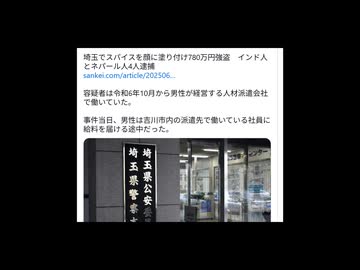 埼玉でスパイスを顔に塗り付け780万円強盗　インド人
とネパール人4人逮捕
sankei.com/article/202506...
容疑者は令和6年10月から男性が経営する人材派遣会社
で働いていた。
事件当日、男性は吉川市内の派遣先で働いている社員に
給料を届ける途中だった。
埼玉県公安委
埼玉県警察本